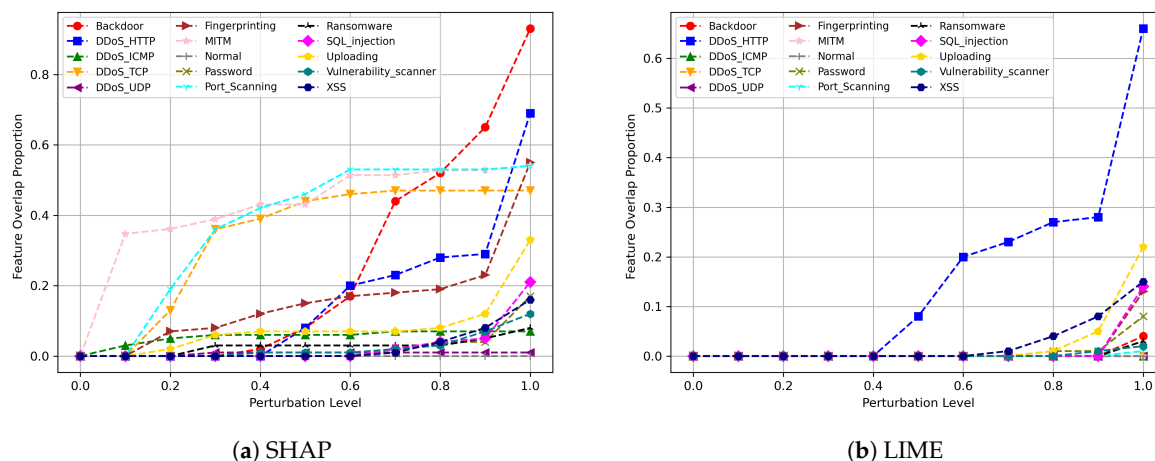 Backdoor
DDoS_HTTP
DDoS_ICMP
DDoS_TCP
DDoS_UDP
Fingerprinting
MITM
Normal
Password
Port_Scanning
Ransomware
SQL_injection
Uploading
Vulnerability_scanner
XSS
Feature Overlap Proportion
0.8
0.6
0.4
0.2
0.0
0.0
0.2
0.4
0.6
0.8
1.0
Perturbation Level
(a) SHAP
Backdoor
DDoS_HTTP
DDoS_ICMP
DDoS_TCP
DDoS_UDP
Fingerprinting
MITM
Normal
Password
Port_Scanning
Ransomware
SQL_injection
Uploading
Vulnerability_scanner
XSS
Feature Overlap Proportion
0.6
0.5
0.4
0.3
0.2
0.1
0.0
0.0
0.2
0.4
0.6
0.8
1.0
Perturbation Level
(b) LIME